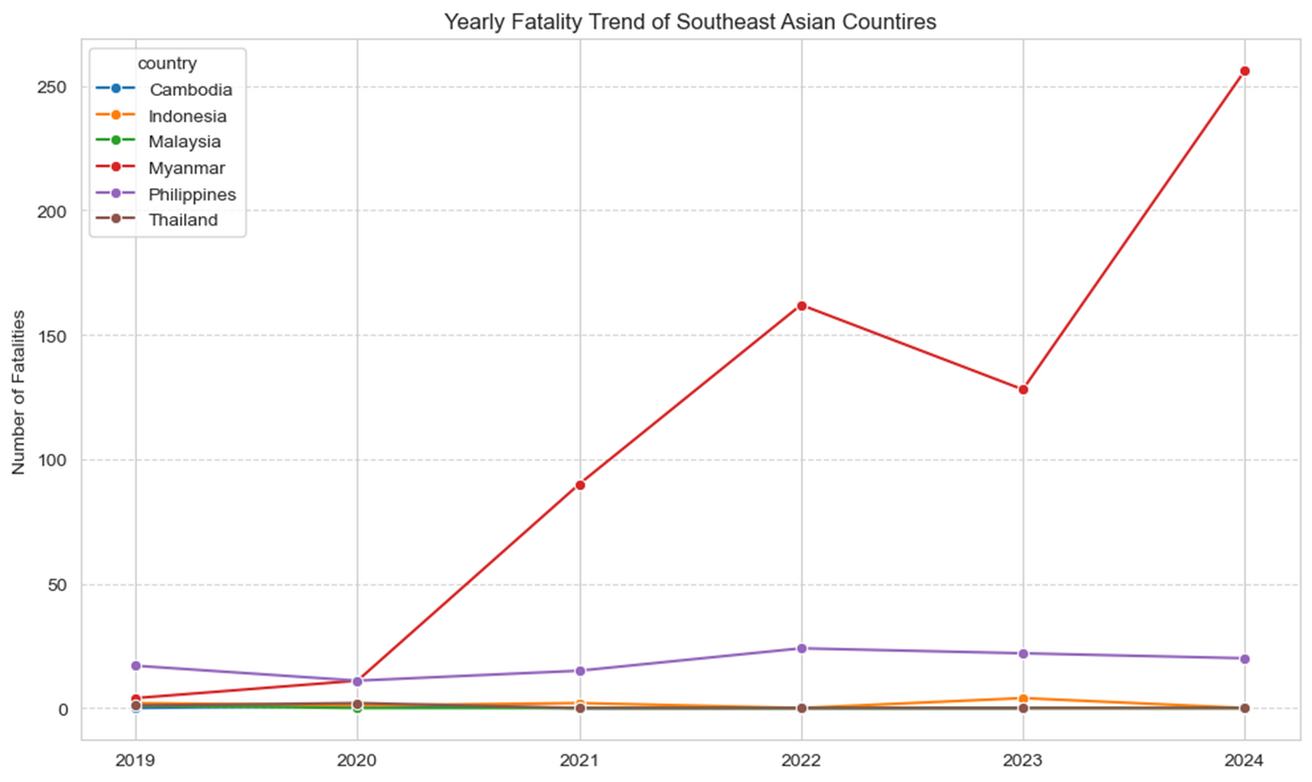 Yearly Fatality Trend of Southeast Asian Countires
country
Cambodia
Indonesia
Malaysia
Myanmar
Philippines
Thailand
Number of Fatalities
250
200
150
100
50
0
2019 2020 2021 2022 2023 2024